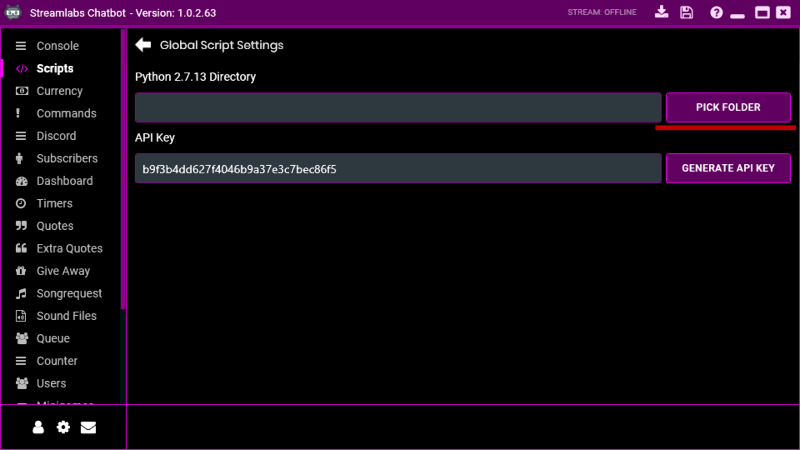 Streamlabs Chatbot - Version: 1.0.2.63
STREAM: OFFLINE
Console
Scripts
Currency
Commands
Discord
Subscribers
Dashboard
Timers
Quotes
Extra Quotes
Give Away
Songrequest
Sound Files
Queue
Counter
Users
Minigames
Global Script Settings
Python 2.7.13 Directory
PICK FOLDER
API Key
b9f3b4dd627f4046b9a37e3c7bec86f5
GENERATE API KEY